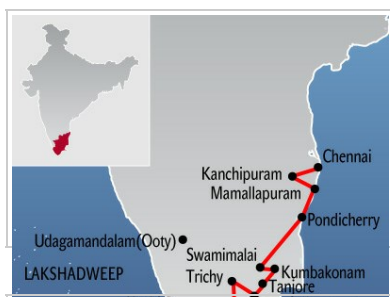 Chennai
Kanchipuram
Mamallapuram
Pondicherry
Udagamandalam(Ooty)
Swamimalai
LAKSHADWEEP
Trichy
Kumbakonam
Tanjore